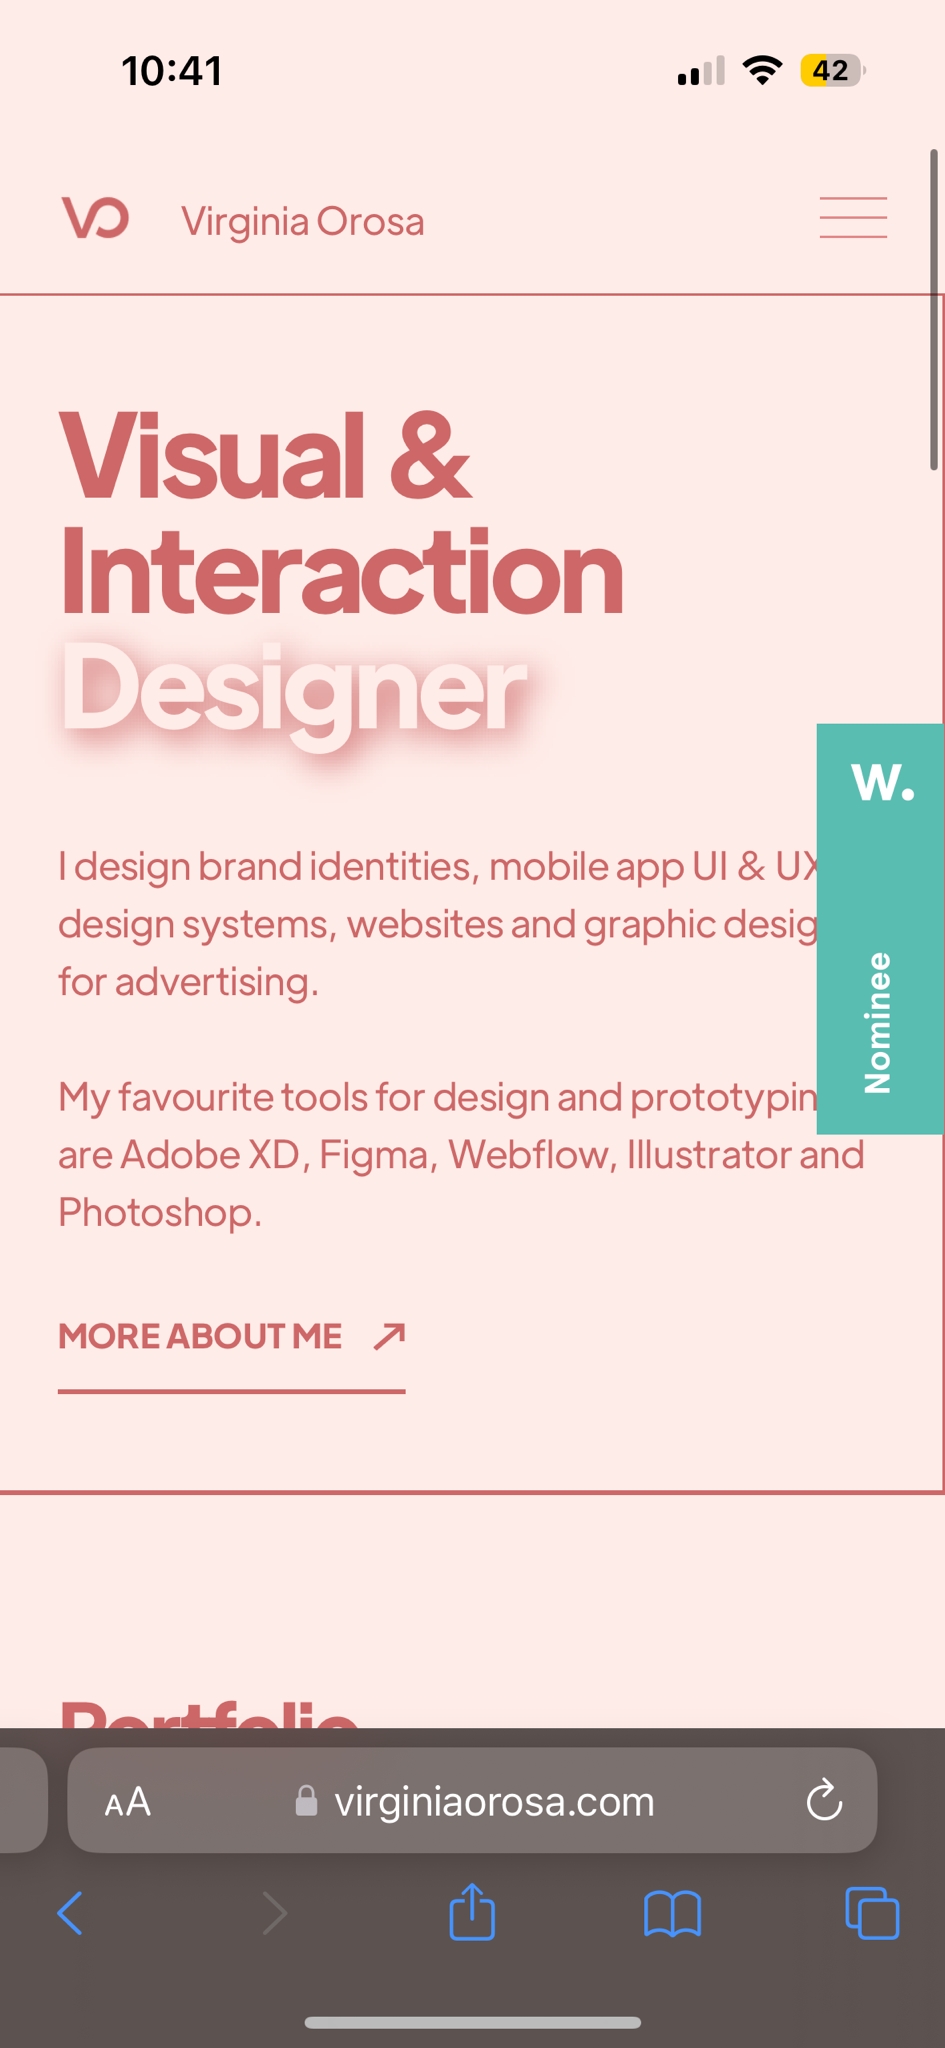 10:41
42
VO Virginia Orosa
Visual &
Interaction
Designer
W.
I design brand identities, mobile app UI & UX
design systems, websites and graphic desig
for advertising.
Nominee
My favourite tools for design and prototypin
are Adobe XD, Figma, Webflow, Illustrator and
Photoshop.
MORE ABOUT ME
Portfolio
AA virginiaorosa.com